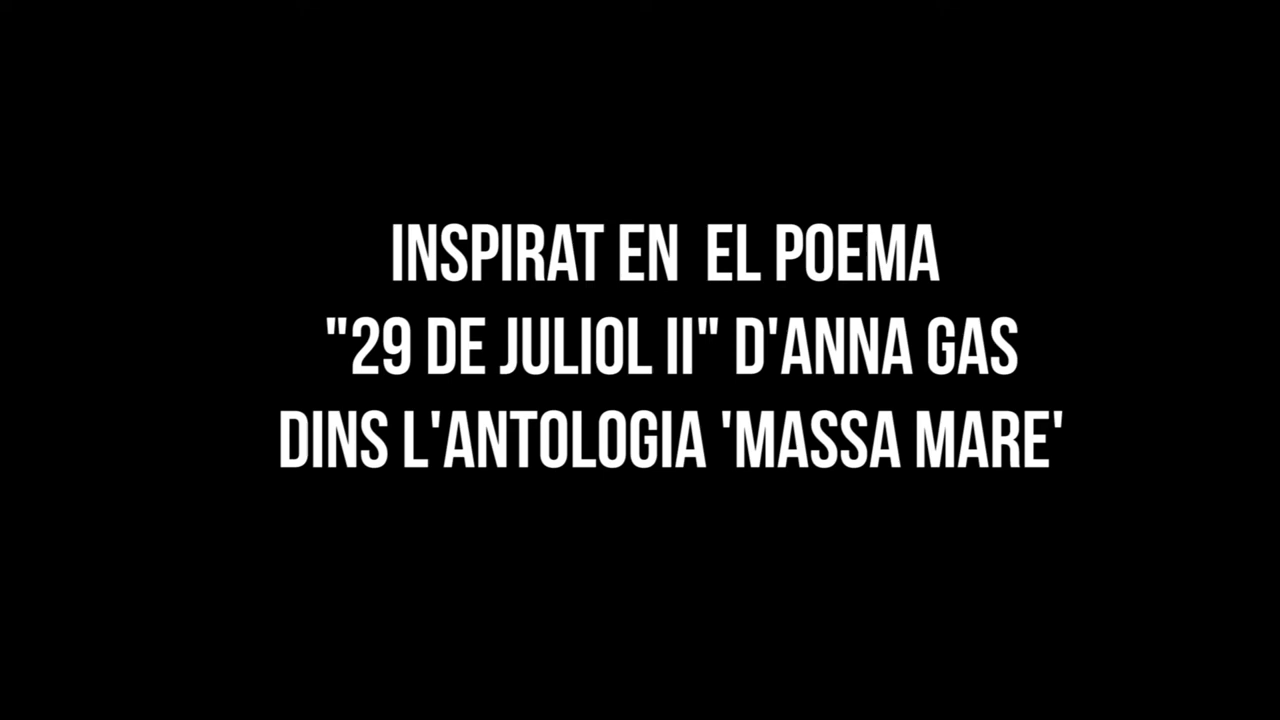 INSPIRAT EN  EL POEMA
"29 DE JULIOL II" D'ANNA GAS
DINS L'ANTOLOGIA 'MASSA MARE'